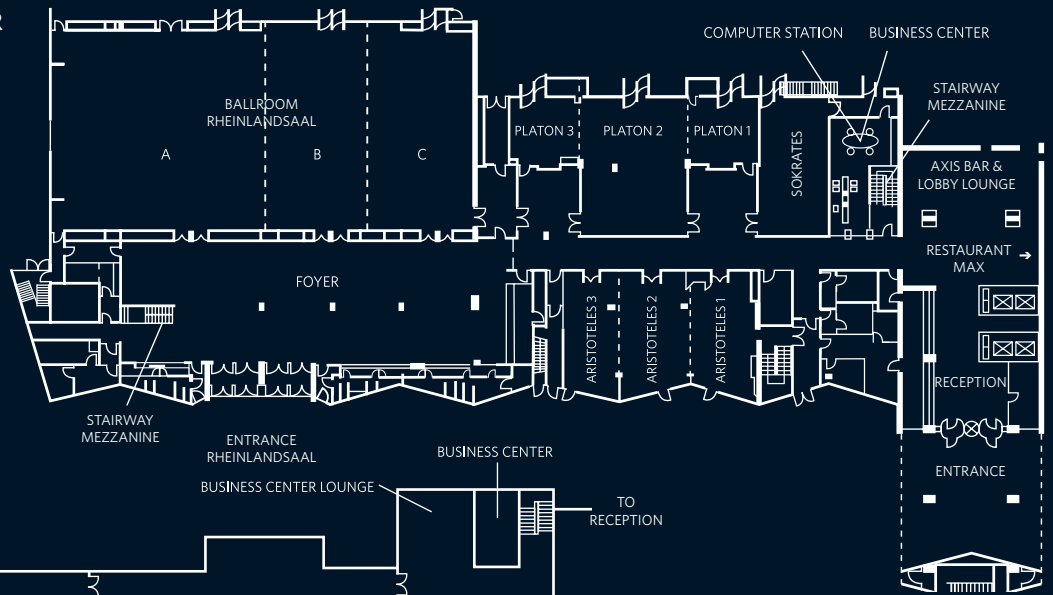 R
COMPUTER STATION
BUSINESS CENTER
STAIRWAY
MEZZANINE
BALLROOM
RHEINLANDSAAL
A
B
C
PLATON 3
PLATON 2
PLATON 1
SOKRATES
AXIS BAR &
LOBBY LOUNGE
RESTAURANT
MAX
FOYER
ARISTOTELES 3
ARISTOTELES 2
ARISTOTELES 1
RECEPTION
STAIRWAY
MEZZANINE
ENTRANCE
RHEINLANDSAAL
BUSINESS CENTER
BUSINESS CENTER LOUNGE
TO
RECEPTION
ENTRANCE